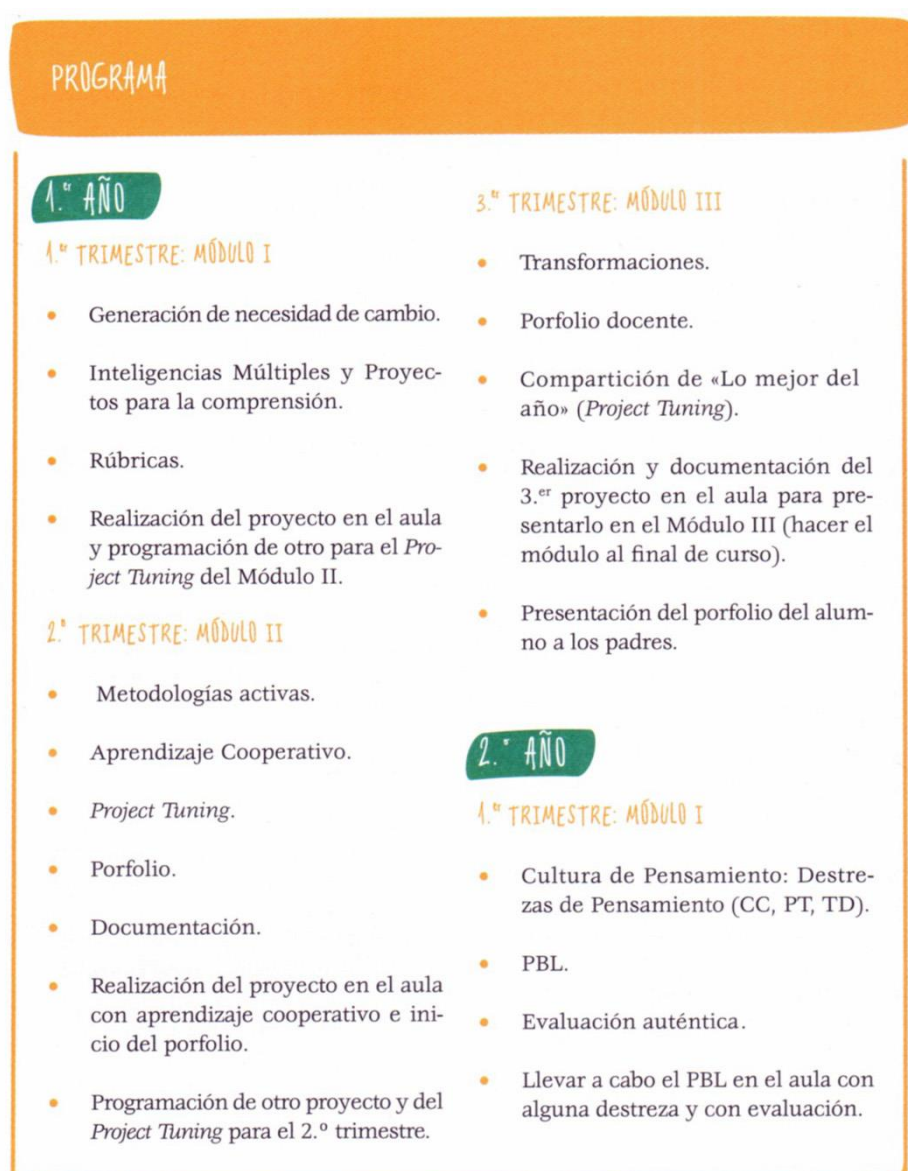 PROGRAMA
1.er AÑO
1.er TRIMESTRE: MÓDULO I
• Generación de necesidad de cambio.
• Inteligencias Múltiples y Proyec-
tos para la comprensión.
• Rúbricas.
• Realización del proyecto en el aula
y programación de otro para el Pro-
ject Tuning del Módulo II.
2.º TRIMESTRE: MÓDULO II
• Metodologías activas.
• Aprendizaje Cooperativo.
• Project Tuning.
• Porfolio.
• Documentación.
• Realización del proyecto en el aula
con aprendizaje cooperativo e ini-
cio del porfolio.
• Programación de otro proyecto y del
Project Tuning para el 2.º trimestre.
3.er TRIMESTRE: MÓDULO III
• Transformaciones.
• Porfolio docente.
• Compartición de «Lo mejor del
año» (Project Tuning).
• Realización y documentación del
3.er proyecto en el aula para pre-
sentarlo en el Módulo III (hacer el
módulo al final de curso).
• Presentación del porfolio del alum-
no a los padres.
2.º AÑO
1.er TRIMESTRE: MÓDULO I
• Cultura de Pensamiento: Destre-
zas de Pensamiento (CC, PT, TD).
• PBL.
• Evaluación auténtica.
• Llevar a cabo el PBL en el aula con
alguna destreza y con evaluación.